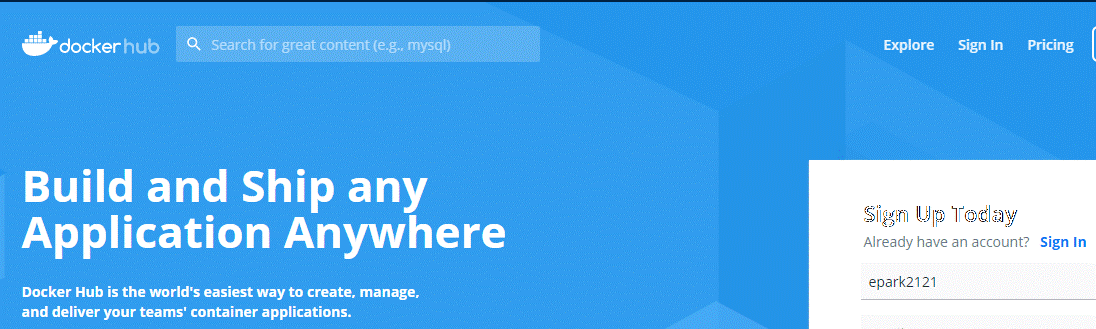 dockerhub
Search for great content (e.g., mysql)
Explore
Sign In
Pricing
Build and Ship any
Application Anywhere
Docker Hub is the world's easiest way to create, manage,
and deliver your teams' container applications.
Sign Up Today
Already have an account? Sign In
epark2121